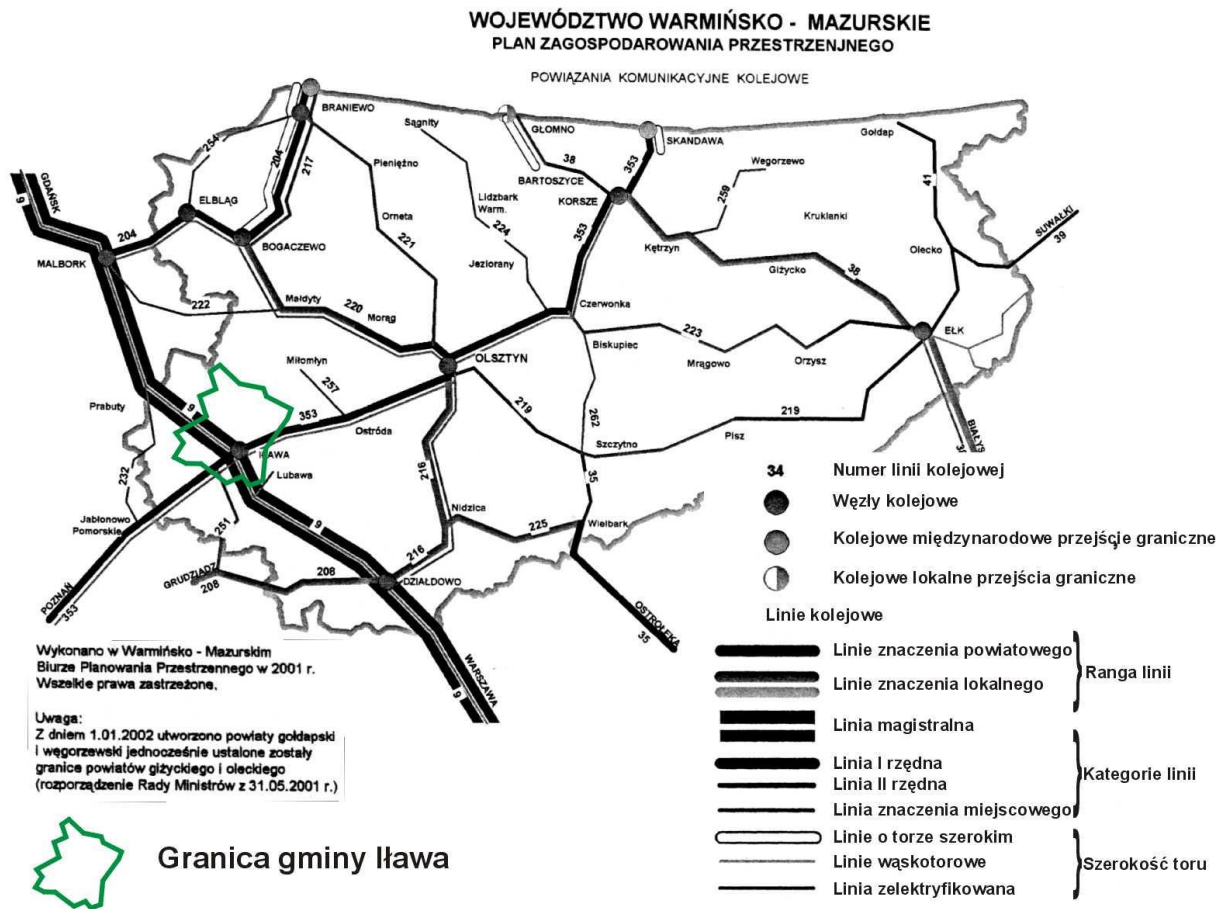 WOJEWÓDZTWO WARMIŃSKO - MAZURSKIE
PLAN ZAGOSPODAROWANIA PRZESTRZENJNEGO
POWIĄZANIA KOMUNIKACYJNE KOLEJOWE
BRANIEWO
Sągnity
GŁOMNO
SKANDAWA
Gołdap
254
204
217
Pieniężno
38
353
Węgorzewo
41
GDAŃSK
9
BARTOSZYCE
KORSZE
259
ELBLĄG
Lidzbark
Warm.
Orneta
Kruklanki
SUWAŁKI
39
204
BOGACZEWO
221
224
353
Kętrzyn
Olecko
MALBORK
Jeziorany
Giżycko
38
222
Małdyty
220
Czerwonka
Morąg
223
EŁK
Biskupiec
Miłomłyn
OLSZTYN
Mrągowo
Orzysz
257
Prabuty
9
353
219
262
219
Ostróda
Pisz
BIAŁYS
IŁAWA
Szczytno
232
Lubawa
216
35
34
Numer linii kolejowej
Jabłonowo
Pomorskie
251
9
Nidzica
225
Wielbark
Węzły kolejowe
216
Kolejowe międzynarodowe przejście graniczne
GRUDZIĄDZ
208
208
DZIAŁDOWO
Kolejowe lokalne przejścia graniczne
POZNAŃ
353
OSTROŁĘKA
35
Linie kolejowe
WARSZAWA
9
Linie znaczenia powiatowego
Linie znaczenia lokalnego
Ranga linii
Linia magistralna
Linia I rzędna
Linia II rzędna
Linia znaczenia miejscowego
Kategorie linii
Linie o torze szerokim
Linie wąskotorowe
Linia zelektryfikowana
Szerokość toru
Wykonano w Warmińsko - Mazurskim
Biurze Planowania Przestrzennego w 2001 r.
Wszelkie prawa zastrzeżone.
Uwaga:
Z dniem 1.01.2002 utworzono powiaty gołdapski
i węgorzewski jednocześnie ustalone zostały
granice powiatów giżyckiego i oleckiego
(rozporządzenie Rady Ministrów z 31.05.2001 r.)
Granica gminy Iława